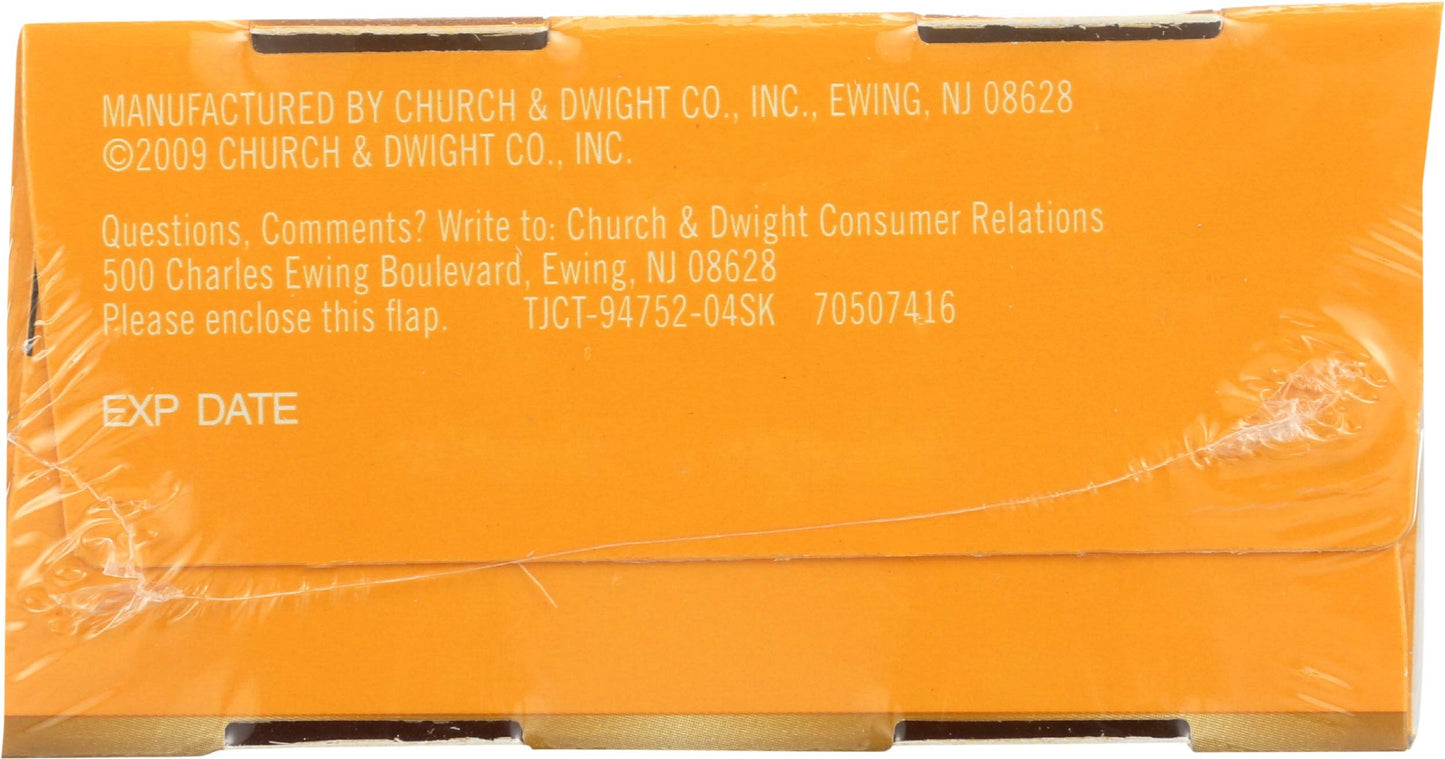 MANUFACTURED BY CHURCH & DWIGHT CO., INC., EWING, NJ 08628
©2009 CHURCH & DWIGHT CO., INC.
Questions, Comments? Write to: Church & Dwight Consumer Relations
500 Charles Ewing Boulevard, Ewing, NJ 08628
Please enclose this flap. TJCT-94752-04SK 70507416
EXP DATE